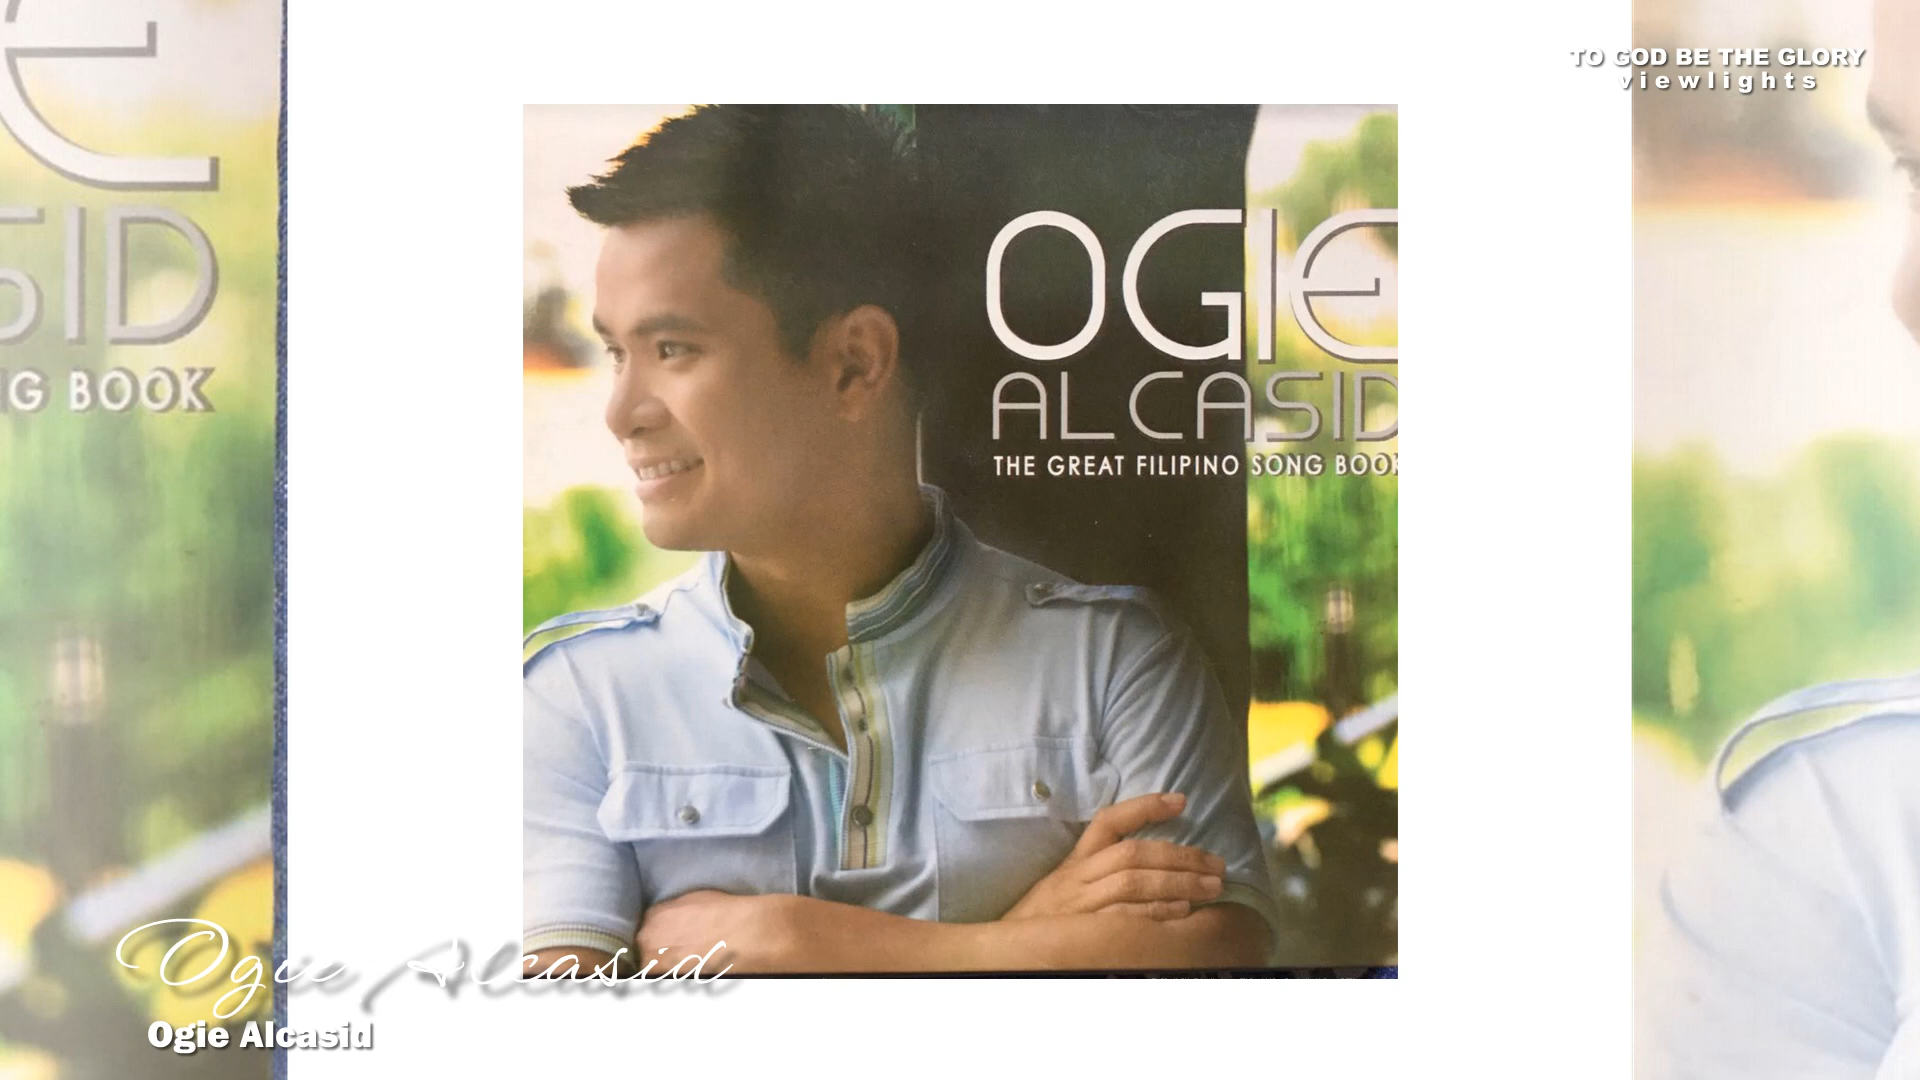 TO GOD BE THE GLORY
viewlights
OGIE
ALCASID
THE GREAT FILIPINO SONG BOOK
SID
NG BOOK
Ogie Alcasid
Ogie Alcasid